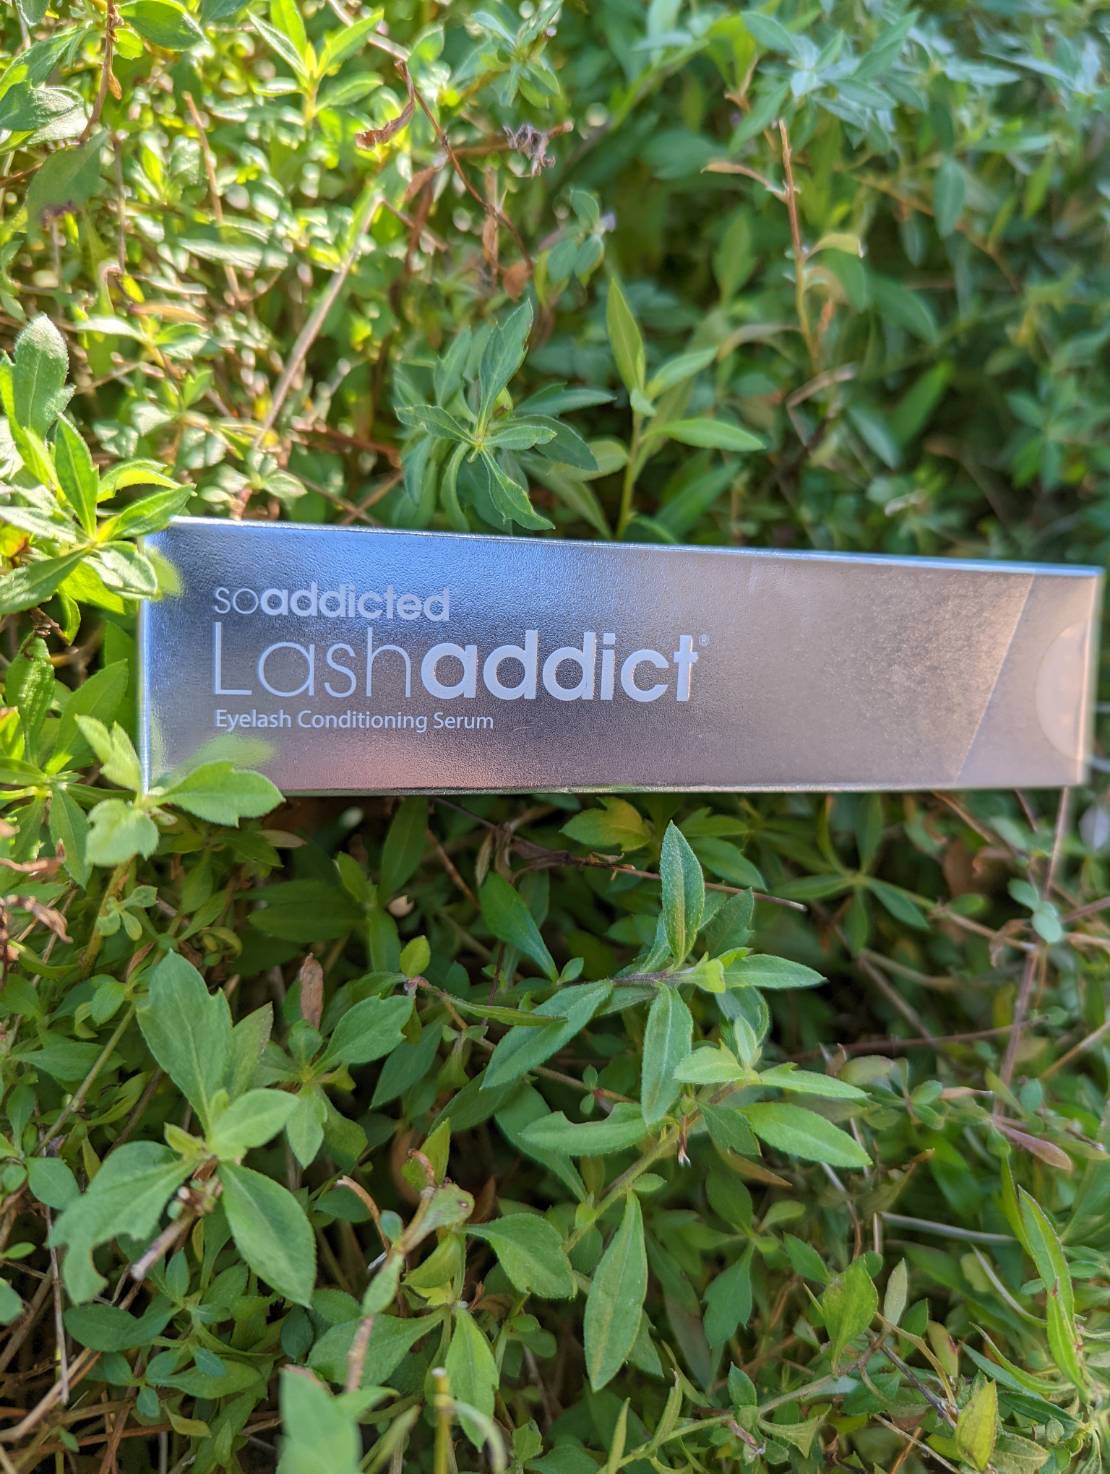 soaddicted
Lashaddict®
Eyelash Conditioning Serum